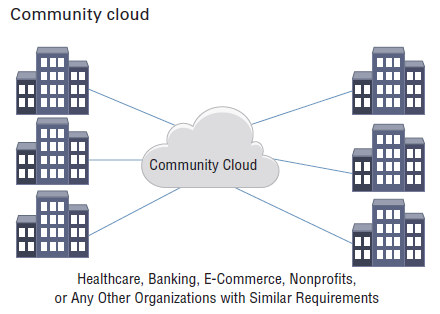 Community cloud
Community Cloud
Healthcare, Banking, E-Commerce, Nonprofits,
or Any Other Organizations with Similar Requirements